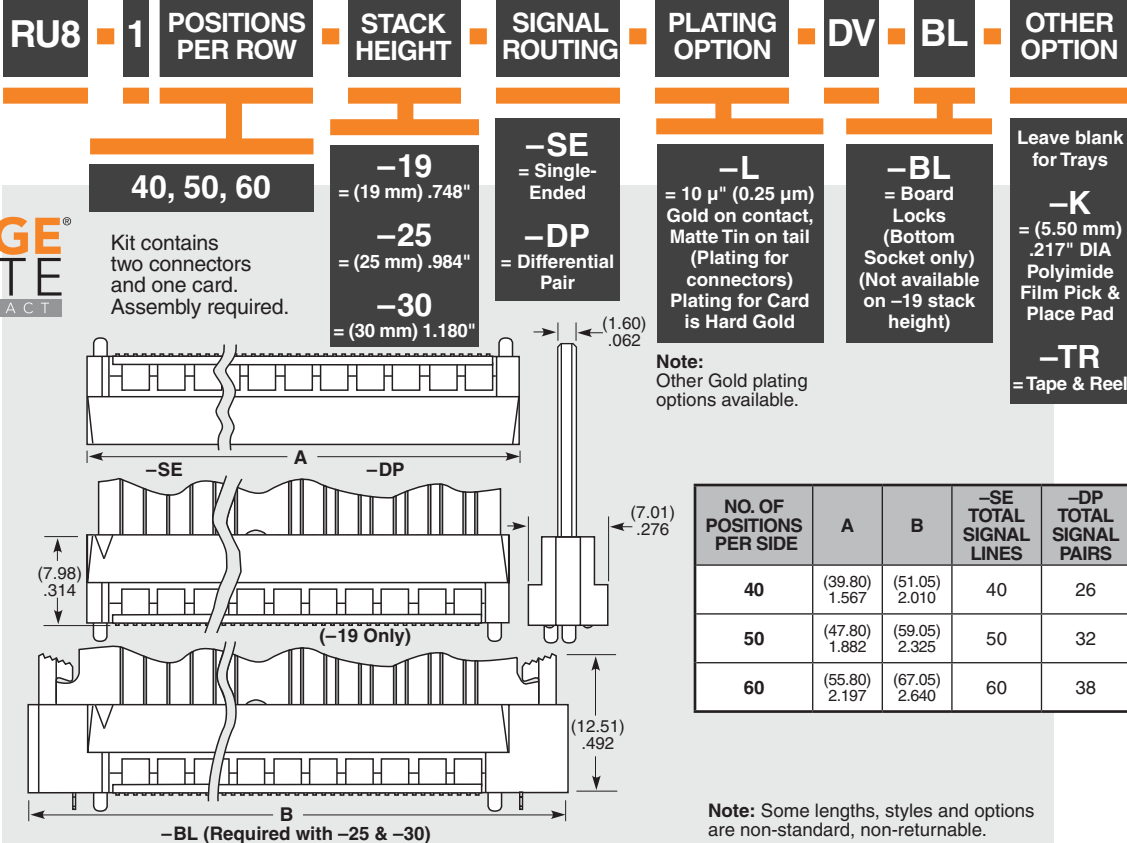 RU8
1
POSITIONS
PER ROW
STACK
HEIGHT
SIGNAL
ROUTING
PLATING
OPTION
DV
BL
OTHER
OPTION
40, 50, 60
Kit contains
two connectors
and one card.
Assembly required.
GE®
TE
ACT
–19
= (19 mm) .748"
–25
= (25 mm) .984"
–30
= (30 mm) 1.180"
–SE
= Single-
Ended
–DP
= Differential
Pair
–L
= 10 µ" (0.25 µm)
Gold on contact,
Matte Tin on tail
(Plating for
connectors)
Plating for Card
is Hard Gold
Note:
Other Gold plating
options available.
–BL
= Board
Locks
(Bottom
Socket only)
(Not available
on –19 stack
height)
Leave blank
for Trays
–K
= (5.50 mm)
.217" DIA
Polyimide
Film Pick &
Place Pad
–TR
= Tape & Reel
(1.60)
.062
A
–SE
–DP
(7.01)
.276
(7.98)
.314
(–19 Only)
(12.51)
.492
B
–BL (Required with –25 & –30)
NO. OF
POSITIONS
PER SIDE
A
B
–SE
TOTAL
SIGNAL
LINES
–DP
TOTAL
SIGNAL
PAIRS
40 (39.80) 1.567 (51.05) 2.010 40 26
50 (47.80) 1.882 (59.05) 2.325 50 32
60 (55.80) 2.197 (67.05) 2.640 60 38
Note: Some lengths, styles and options
are non-standard, non-returnable.